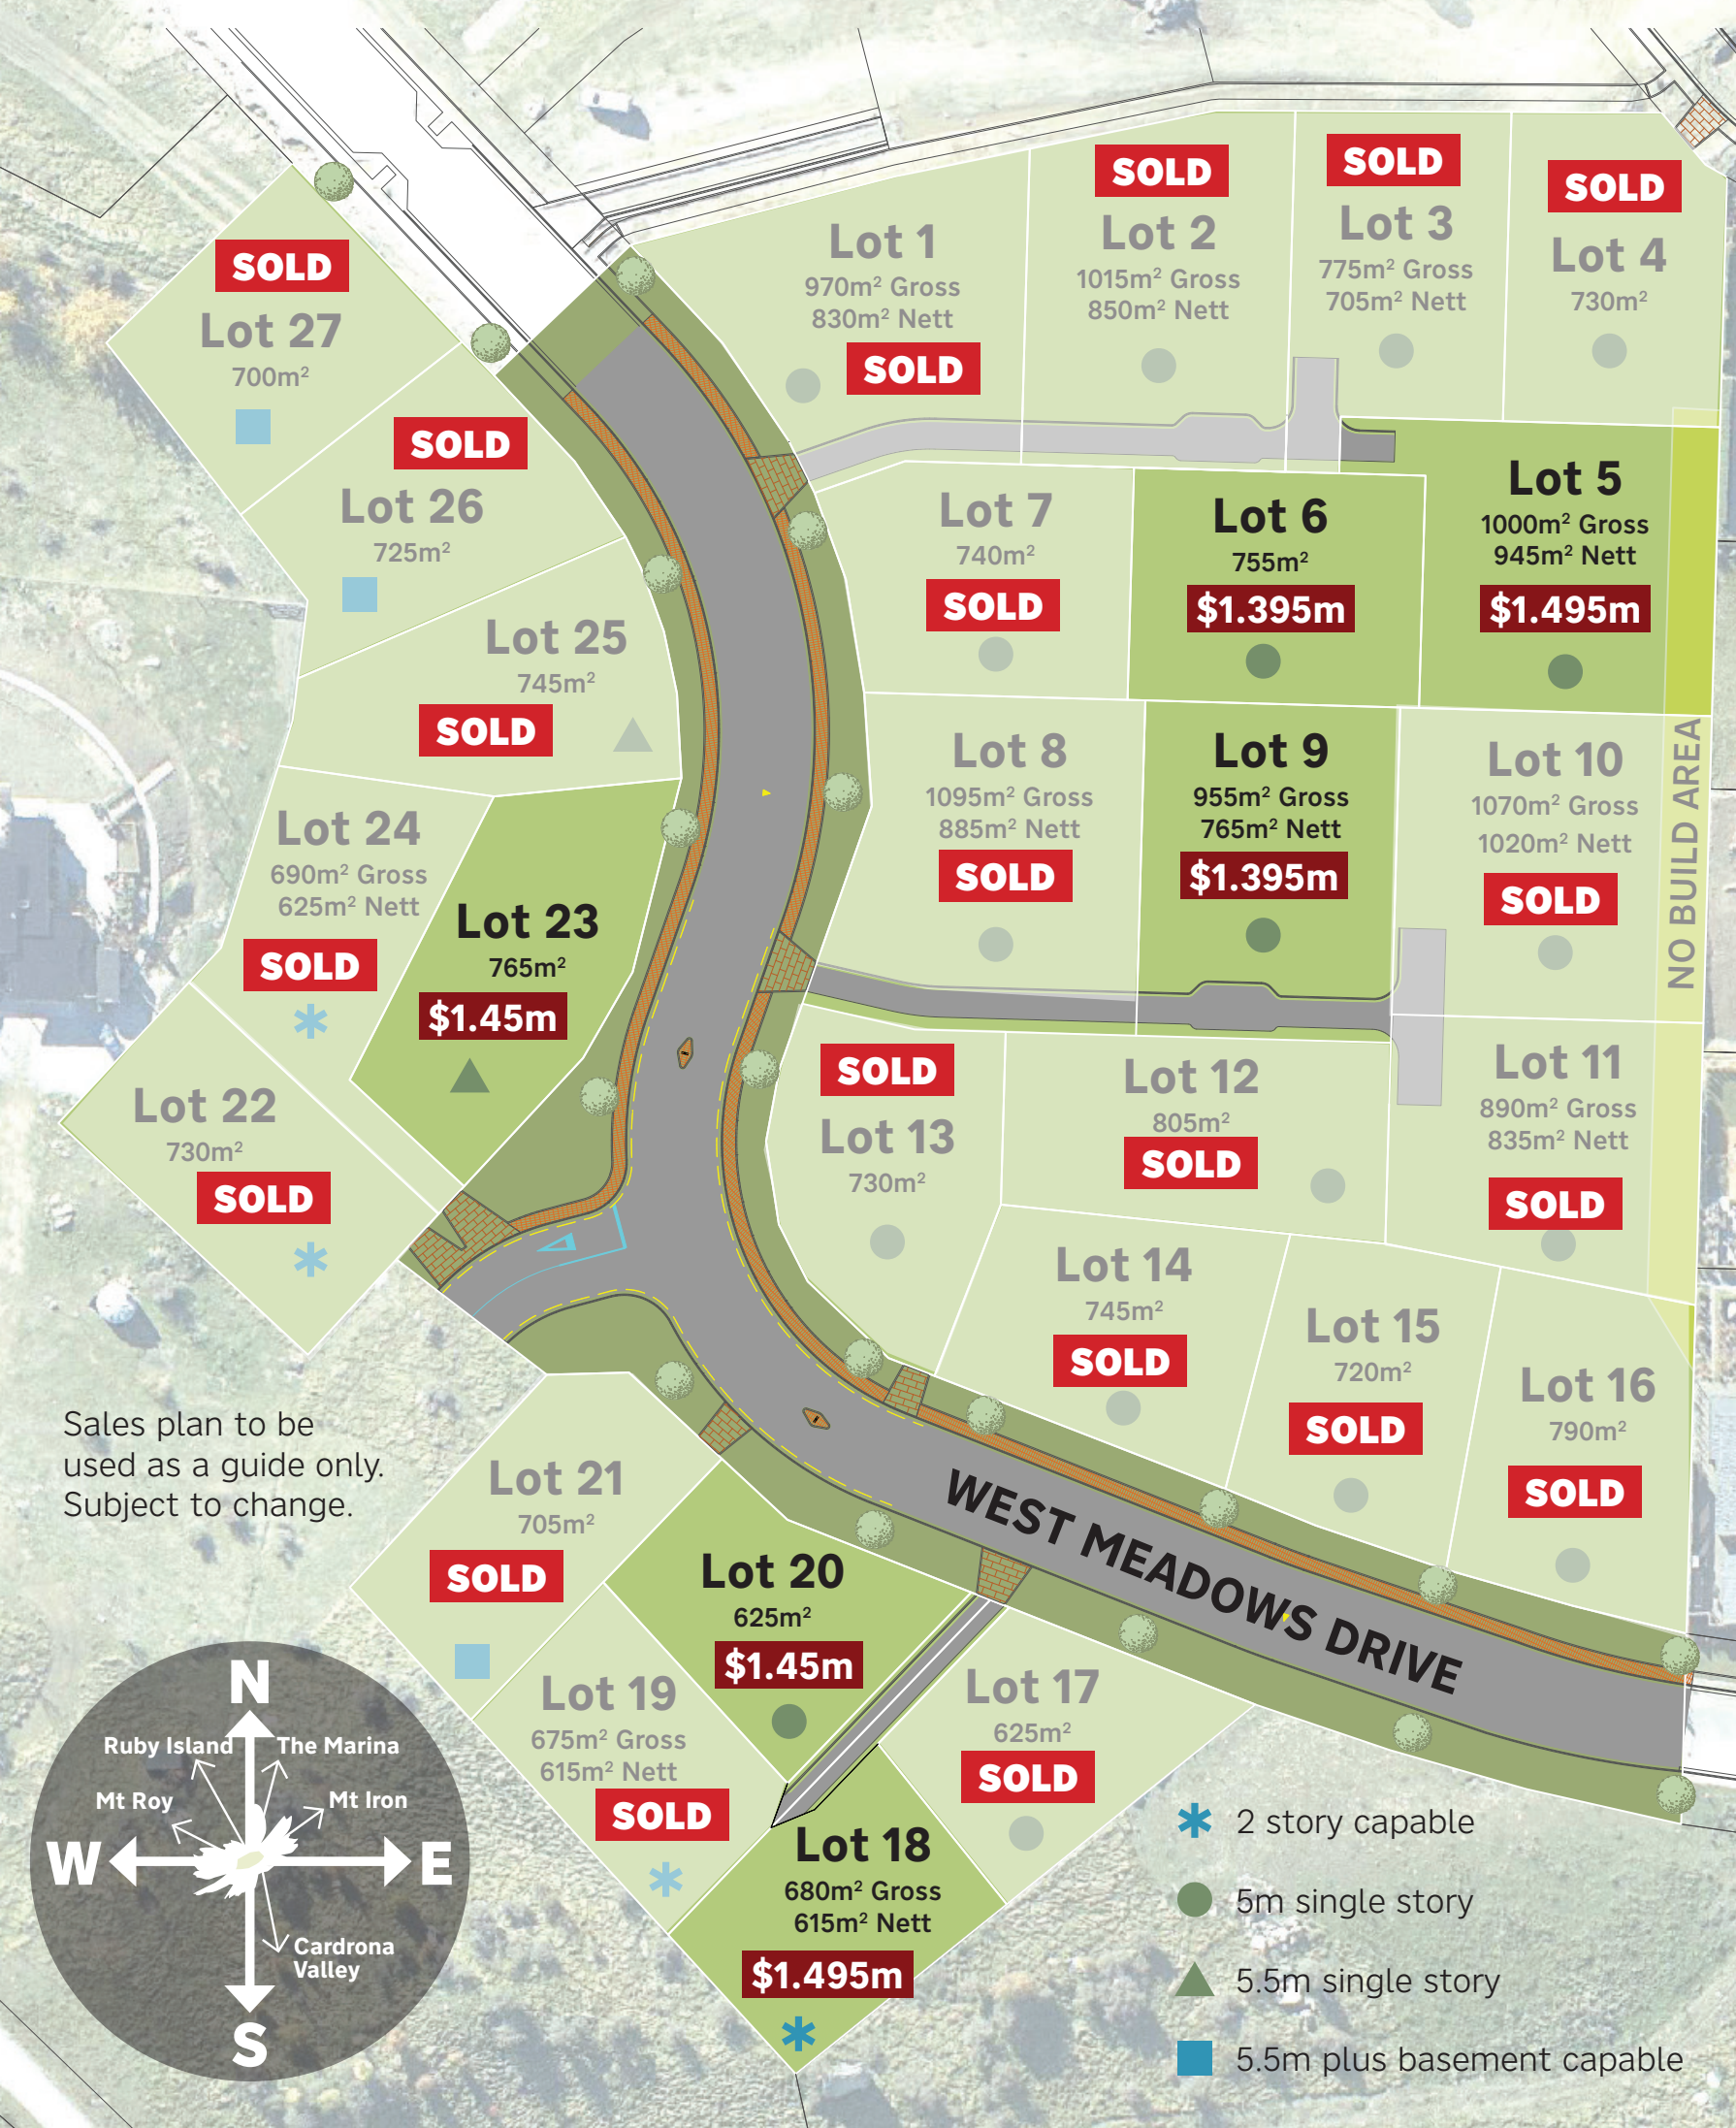 SOLD
Lot 2
1015m² Gross
850m² Nett
SOLD
Lot 3
775m² Gross
705m² Nett
SOLD
Lot 4
730m²
Lot 1
970m² Gross
830m² Nett
SOLD
SOLD
Lot 27
700m²
SOLD
Lot 26
725m²
Lot 25
745m²
SOLD
Lot 7
740m²
SOLD
Lot 6
755m²
$1.395m
Lot 5
1000m² Gross
945m² Nett
$1.495m
Lot 8
1095m² Gross
885m² Nett
SOLD
Lot 9
955m² Gross
765m² Nett
$1.395m
Lot 10
1070m² Gross
1020m² Nett
SOLD
NO BUILD AREA
Lot 24
690m² Gross
625m² Nett
SOLD
Lot 23
765m²
$1.45m
Lot 22
730m²
SOLD
SOLD
Lot 13
730m²
Lot 12
805m²
SOLD
Lot 11
890m² Gross
835m² Nett
SOLD
Lot 14
745m²
SOLD
Lot 15
720m²
SOLD
Lot 16
790m²
SOLD
Sales plan to be
used as a guide only.
Subject to change.
WEST MEADOWS DRIVE
Lot 21
705m²
SOLD
Lot 20
625m²
$1.45m
Lot 19
675m² Gross
615m² Nett
SOLD
Lot 17
625m²
SOLD
Lot 18
680m² Gross
615m² Nett
$1.495m
N
Ruby Island
The Marina
Mt Roy
Mt Iron
W
E
Cardrona
Valley
S
2 story capable
5m single story
5.5m single story
5.5m plus basement capable